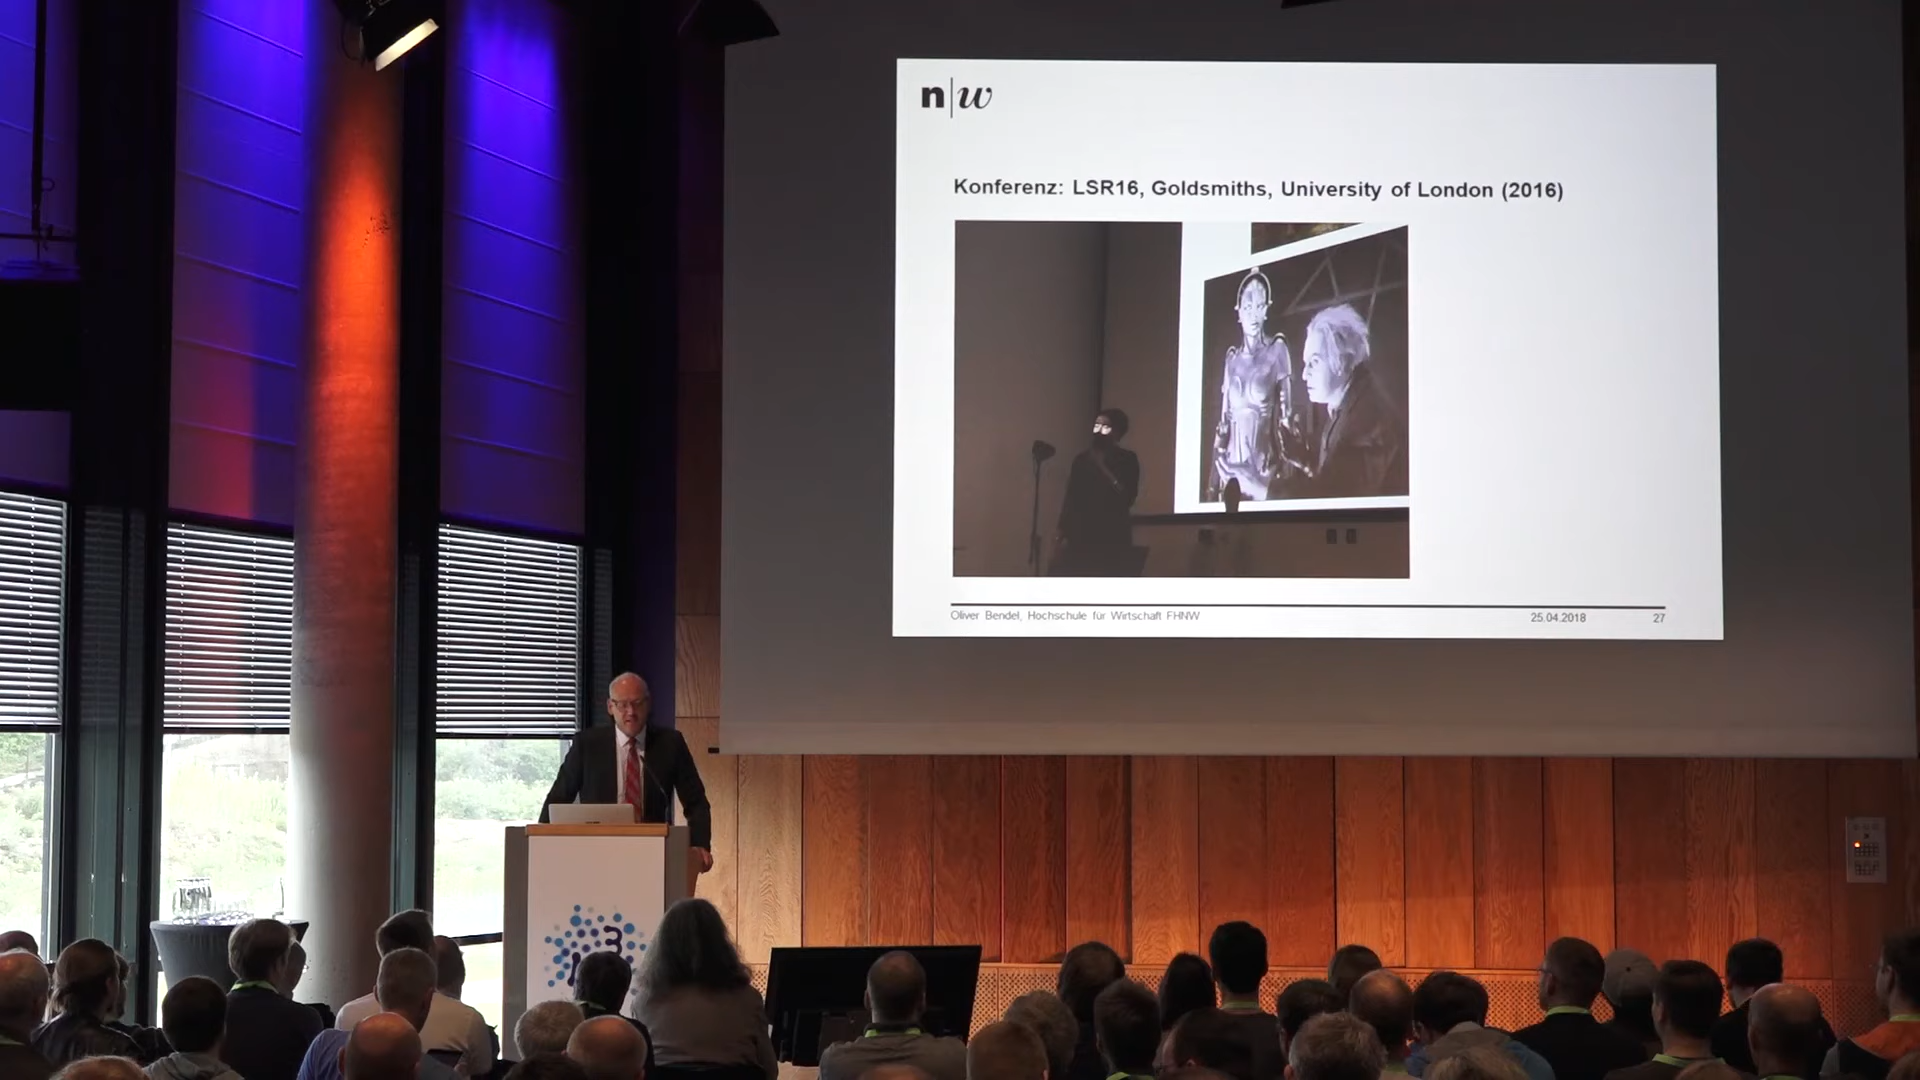 n|w
Konferenz: LSR16, Goldsmiths, University of London (2016)
Oliver Bendel, Hochschule für Wirtschaft FHNW
25.04.2018
27